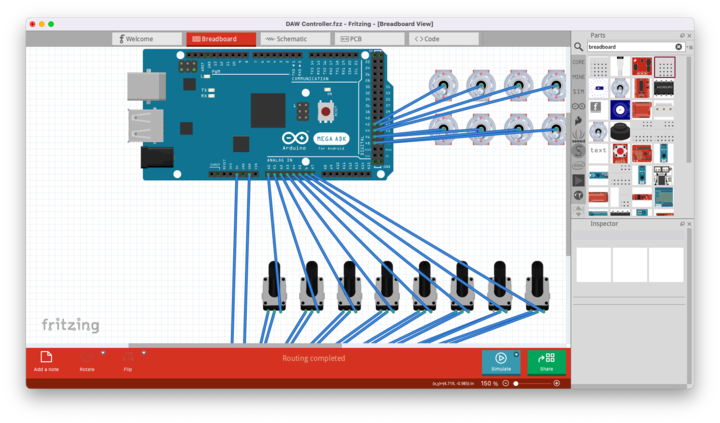 DAW Controller.fzz - Fritzing - [Breadboard View]
Welcome
Breadboard
Schematic
PCB
Code
Parts
breadboard
CORE
MINE
SIM
text
PWM
COMMUNICATION
L
TX
RX
ON
RESET
DIGITAL
Arduino
MEGA ADK
for Android
ANALOG IN
Inspector
fritzing
Add a note
Rotate
Flip
Routing completed
Simulate
Share
150 %